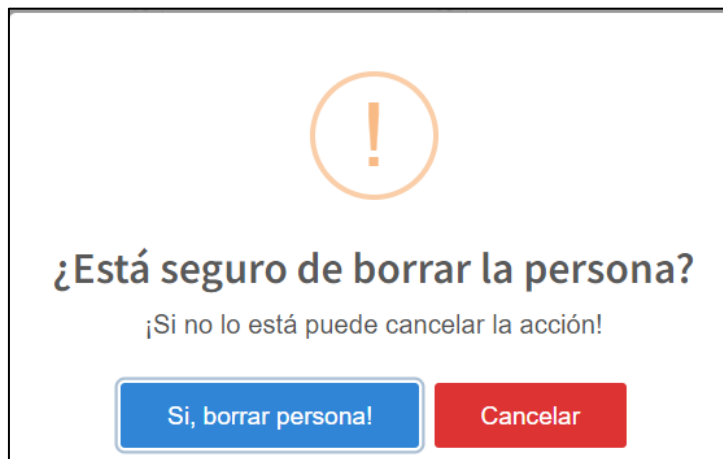 !
¿Está seguro de borrar la persona?
¡Si no lo está puede cancelar la acción!
Si, borrar persona!
Cancelar